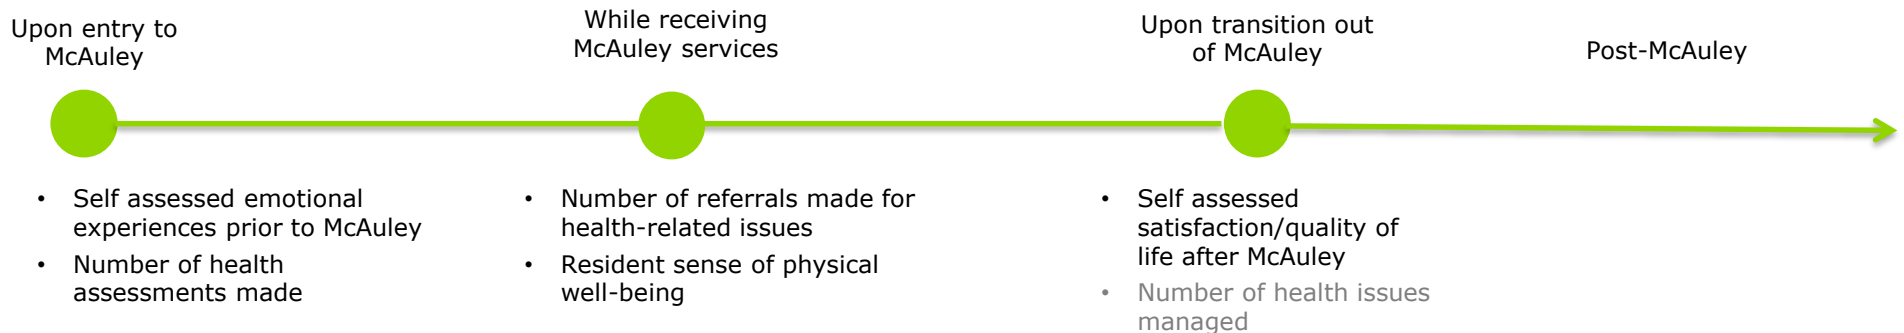 Upon entry to
McAuley
While receiving
McAuley services
Upon transition out
of McAuley
Post-McAuley
• Self assessed emotional
experiences prior to McAuley
• Number of health
assessments made
• Number of referrals made for
health-related issues
• Resident sense of physical
well-being
• Self assessed
satisfaction/quality of
life after McAuley
• Number of health issues
managed